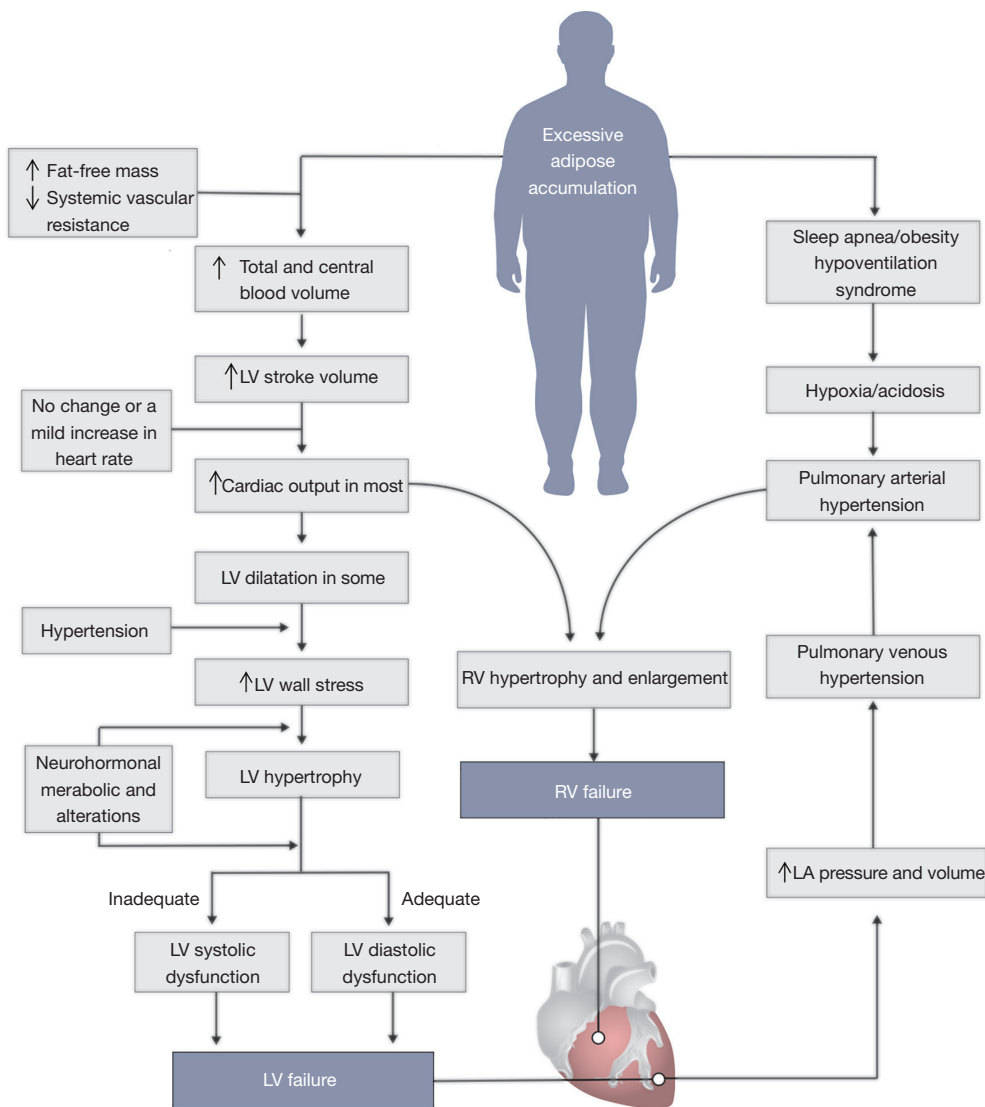 Excessive
adipose
accumulation
↑ Fat-free mass
↓ Systemic vascular
resistance
↑ Total and central
blood volume
↑LV stroke volume
No change or a
mild increase in
heart rate
↑Cardiac output in most
LV dilatation in some
Hypertension
↑LV wall stress
Neurohormonal
merabolic and
alterations
LV hypertrophy
Inadequate
Adequate
LV systolic
dysfunction
LV diastolic
dysfunction
LV failure
RV hypertrophy and enlargement
RV failure
Sleep apnea/obesity
hypoventilation
syndrome
Hypoxia/acidosis
Pulmonary arterial
hypertension
Pulmonary venous
hypertension
↑LA pressure and volume